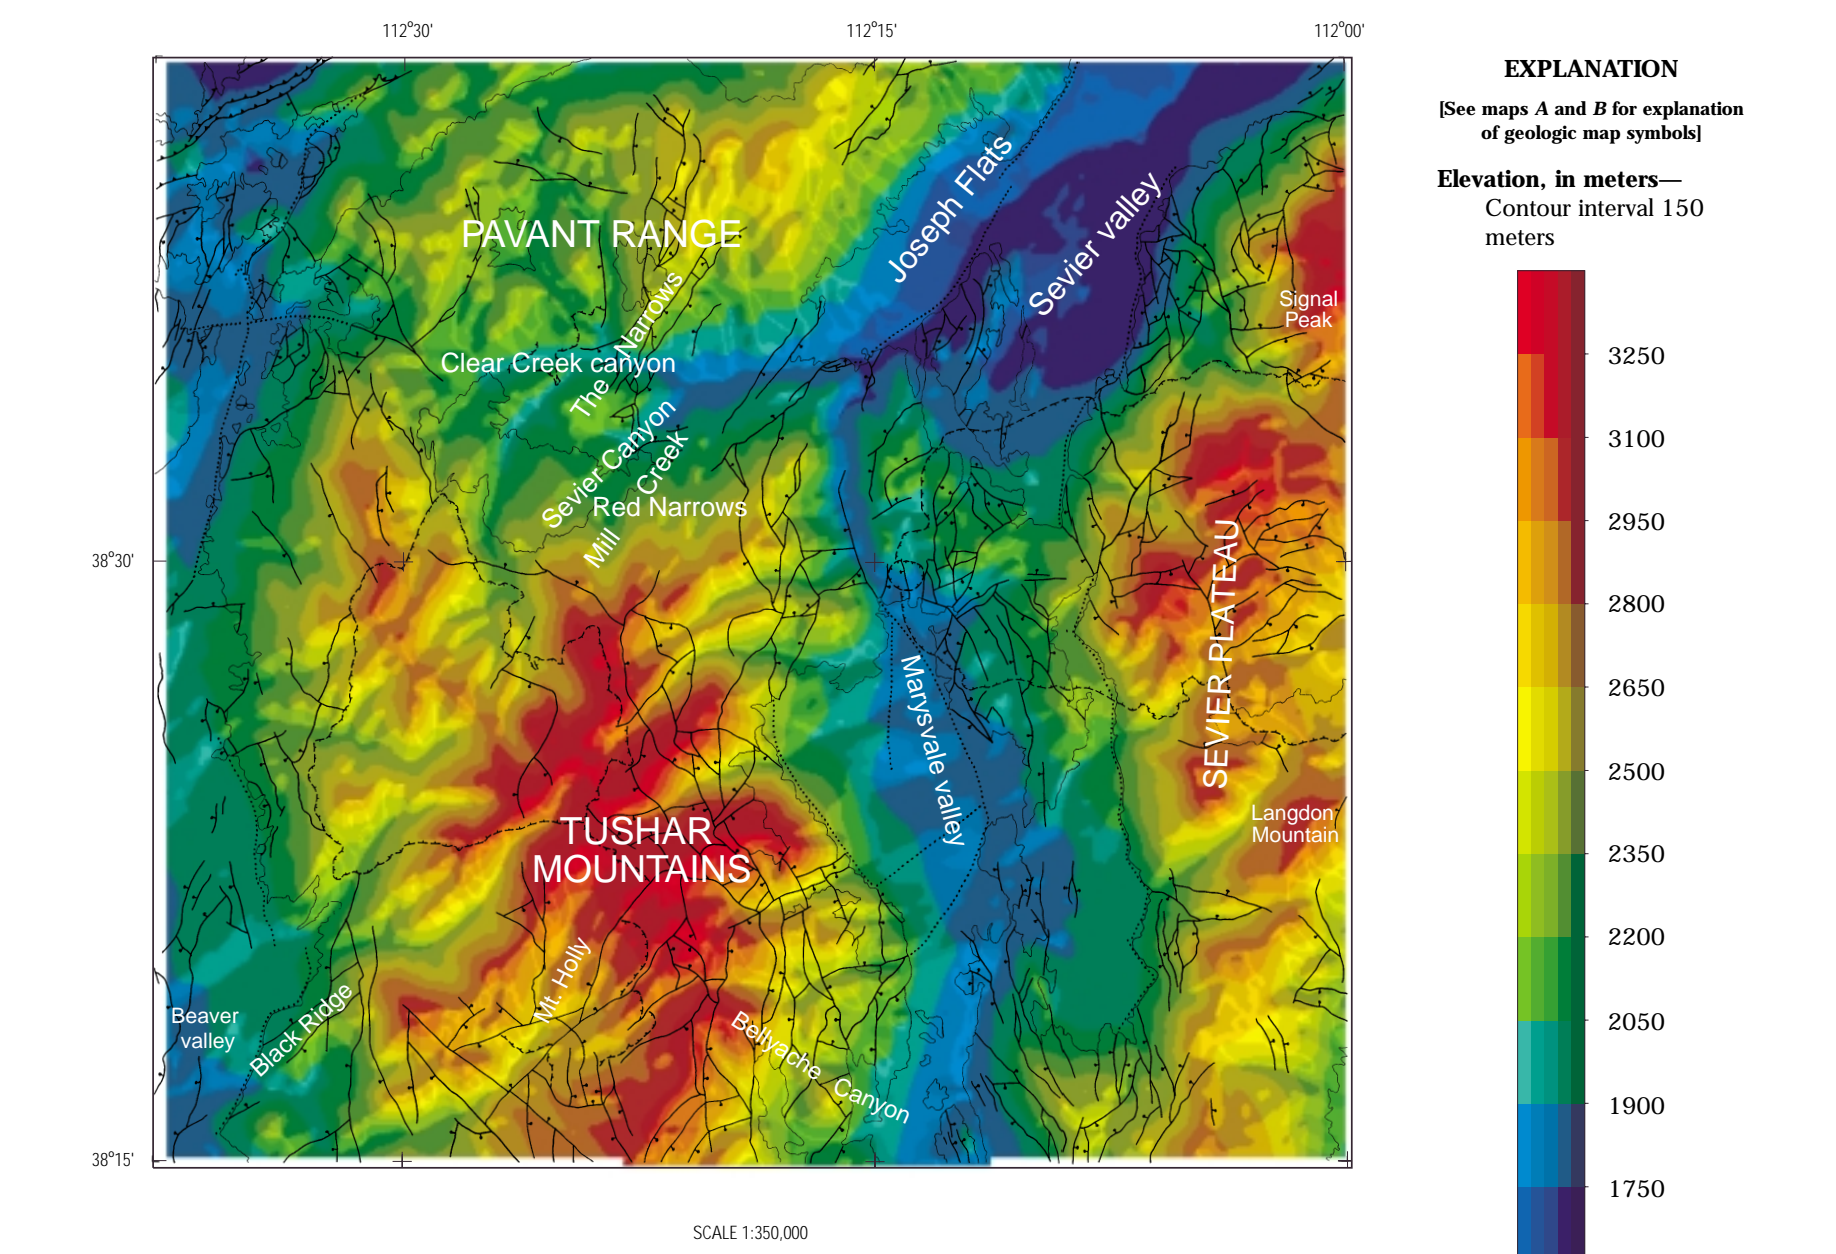 112°30'
112°15'
112°00'
EXPLANATION
[See maps A and B for explanation
of geologic map symbols]
Elevation, in meters—
Contour interval 150
meters
3250
3100
2950
2800
2650
2500
2350
2200
2050
1900
1750
38°30'
38°15'
PAVANT RANGE
Joseph Flats
Sevier valley
Signal
Peak
The Narrows
Clear Creek canyon
Sevier Canyon
Mill Creek
Red Narrows
SEVIER PLATEAU
Marysvale valley
Langdon
Mountain
TUSHAR
MOUNTAINS
Mt. Holly
Beaver
valley
Black Ridge
Bellyache Canyon
SCALE 1:350,000